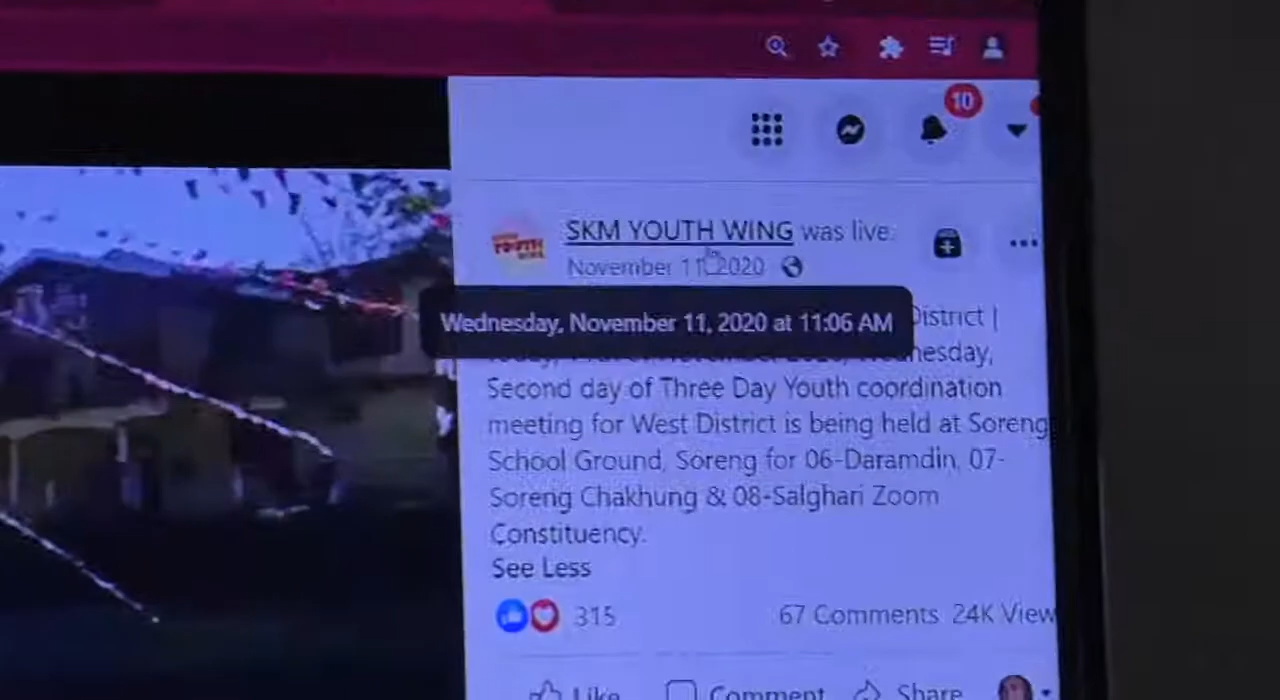 10
SKM YOUTH WING was live.
November 11, 2020
Wednesday, November 11, 2020 at 11:06 AM
District |
Second day of Three Day Youth coordination
meeting for West District is being held at Soreng
School Ground, Soreng for 06-Daramdin, 07-
Soreng Chakhung & 08-Salghari Zoom
Constituency.
See Less
315 67 Comments 24K View
Like Comment Share